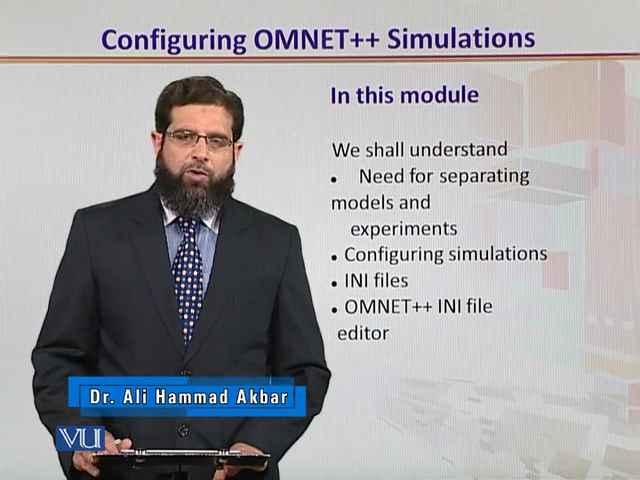 Configuring OMNET++ Simulations
In this module
We shall understand
• Need for separating
models and
experiments
• Configuring simulations
• INI files
• OMNET++ INI file
editor
Dr. Ali Hammad Akbar
VU